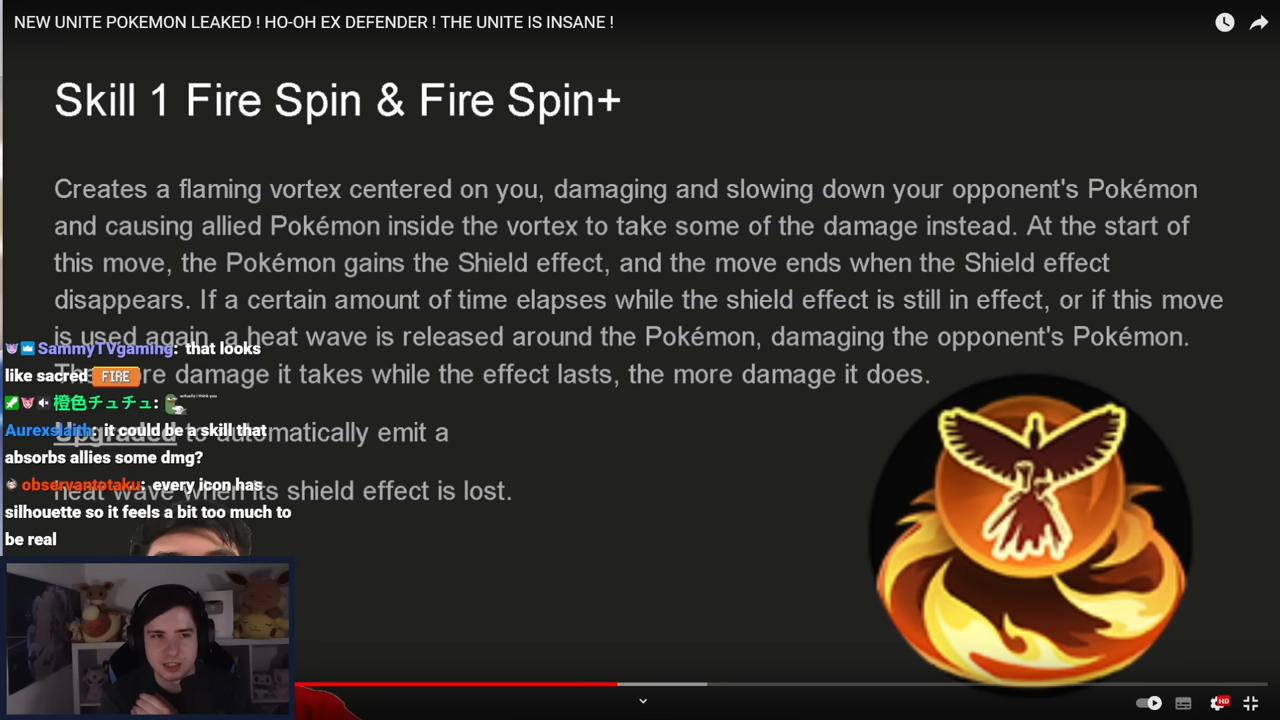 NEW UNITE POKEMON LEAKED ! HO-OH EX DEFENDER ! THE UNITE IS INSANE !
Skill 1 Fire Spin & Fire Spin+
Creates a flaming vortex centered on you, damaging and slowing down your opponent's Pokémon
and causing allied Pokémon inside the vortex to take some of the damage instead. At the start of
this move, the Pokémon gains the Shield effect, and the move ends when the Shield effect
disappears. If a certain amount of time elapses while the shield effect is still in effect, or if this move
is used again, a heat wave is released around the Pokémon, damaging the opponent's Pokémon.
The more damage it takes while the effect lasts, the more damage it does.
Upgraded to automatically emit a
heat wave when its shield effect is lost.
SammyTVgaming: that looks
like sacred FIRE
橙色チュチュ:
Aurexslaith: it could be a skill that
absorbs allies some dmg?
observantotaku: every icon has
silhouette so it feels a bit too much to
be real
HD